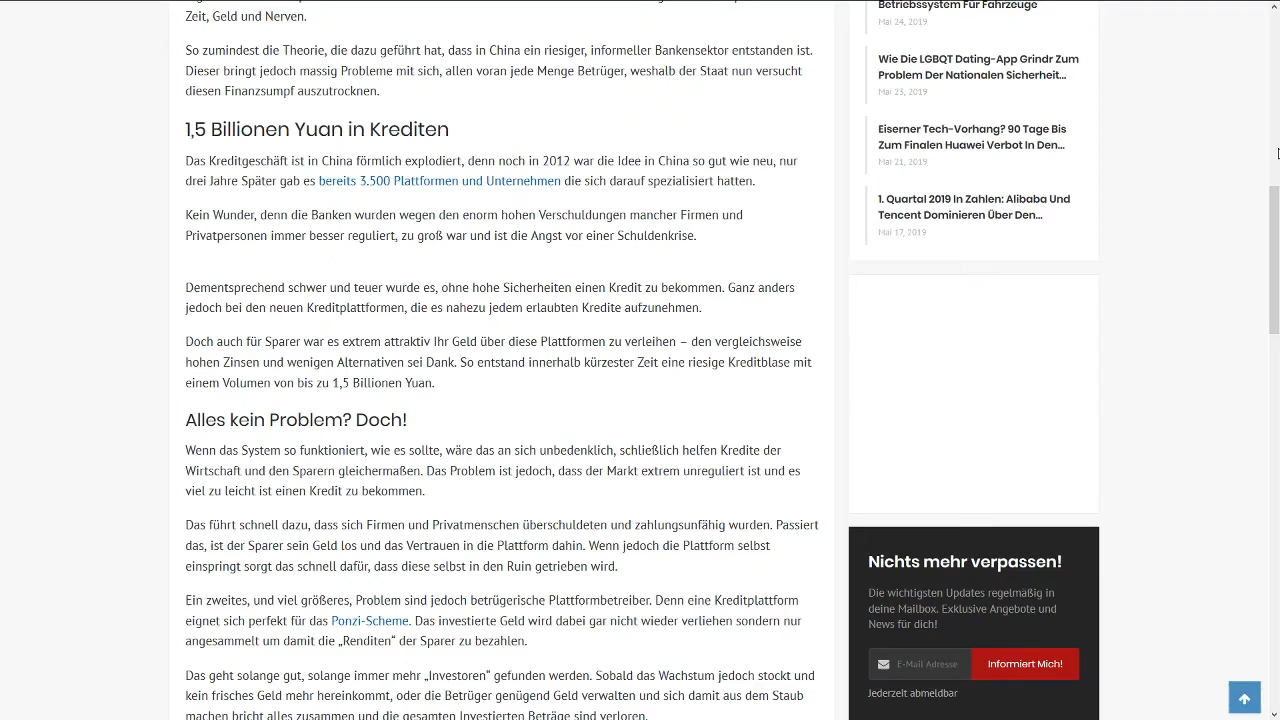 Zeit, Geld und Nerven.
So zumindest die Theorie, die dazu geführt hat, dass in China ein riesiger, informeller Bankensektor entstanden ist.
Dieser bringt jedoch massig Probleme mit sich, allen voran jede Menge Betrüger, weshalb der Staat nun versucht
diesen Finanzsumpf auszutrocknen.
1,5 Billionen Yuan in Krediten
Das Kreditgeschäft ist in China förmlich explodiert, denn noch in 2012 war die Idee in China so gut wie neu, nur
drei Jahre Später gab es bereits 3.500 Plattformen und Unternehmen die sich darauf spezialisiert hatten.
Kein Wunder, denn die Banken wurden wegen den enorm hohen Verschuldungen mancher Firmen und
Privatpersonen immer besser reguliert, zu groß war und ist die Angst vor einer Schuldenkrise.
Dementsprechend schwer und teuer wurde es, ohne hohe Sicherheiten einen Kredit zu bekommen. Ganz anders
jedoch bei den neuen Kreditplattformen, die es nahezu jedem erlaubten Kredite aufzunehmen.
Doch auch für Sparer war es extrem attraktiv Ihr Geld über diese Plattformen zu verleihen – den vergleichsweise
hohen Zinsen und wenigen Alternativen sei Dank. So entstand innerhalb kürzester Zeit eine riesige Kreditblase mit
einem Volumen von bis zu 1,5 Billionen Yuan.
Alles kein Problem? Doch!
Wenn das System so funktioniert, wie es sollte, wäre das an sich unbedenklich, schließlich helfen Kredite der
Wirtschaft und den Sparern gleichermaßen. Das Problem ist jedoch, dass der Markt extrem unreguliert ist und es
viel zu leicht ist einen Kredit zu bekommen.
Das führt schnell dazu, dass sich Firmen und Privatmenschen überschuldeten und zahlungsunfähig wurden. Passiert
das, ist der Sparer sein Geld los und das Vertrauen in die Plattform dahin. Wenn jedoch die Plattform selbst
einspringt sorgt das schnell dafür, dass diese selbst in den Ruin getrieben wird.
Ein zweites, und viel größeres, Problem sind jedoch betrügerische Plattformbetreiber. Denn eine Kreditplattform
eignet sich perfekt für das Ponzi-Scheme. Das investierte Geld wird dabei gar nicht wieder verliehen sondern nur
angesammelt um damit die „Renditen“ der Sparer zu bezahlen.
Das geht solange gut, solange immer mehr „Investoren“ gefunden werden. Sobald das Wachstum jedoch stockt und
kein frisches Geld mehr hereinkommt, oder die Betrüger genügend Geld verwalten und sich damit aus dem Staub
machen bricht alles zusammen und die gesamten Investierten Beträge sind verloren.
Betriebssystem Für Fahrzeuge
Mai 24, 2019
Wie Die LGBQT Dating-App Grindr Zum
Problem Der Nationalen Sicherheit...
Mai 23, 2019
Eiserner Tech-Vorhang? 90 Tage Bis
Zum Finalen Huawei Verbot In Den...
Mai 21, 2019
1. Quartal 2019 In Zahlen: Alibaba Und
Tencent Dominieren Über Den...
Mai 17, 2019
Nichts mehr verpassen!
Die wichtigsten Updates regelmäßig in
deine Mailbox. Exklusive Angebote und
News für dich!
E-Mail Adresse
Informiert Mich!
Jederzeit abmeldbar